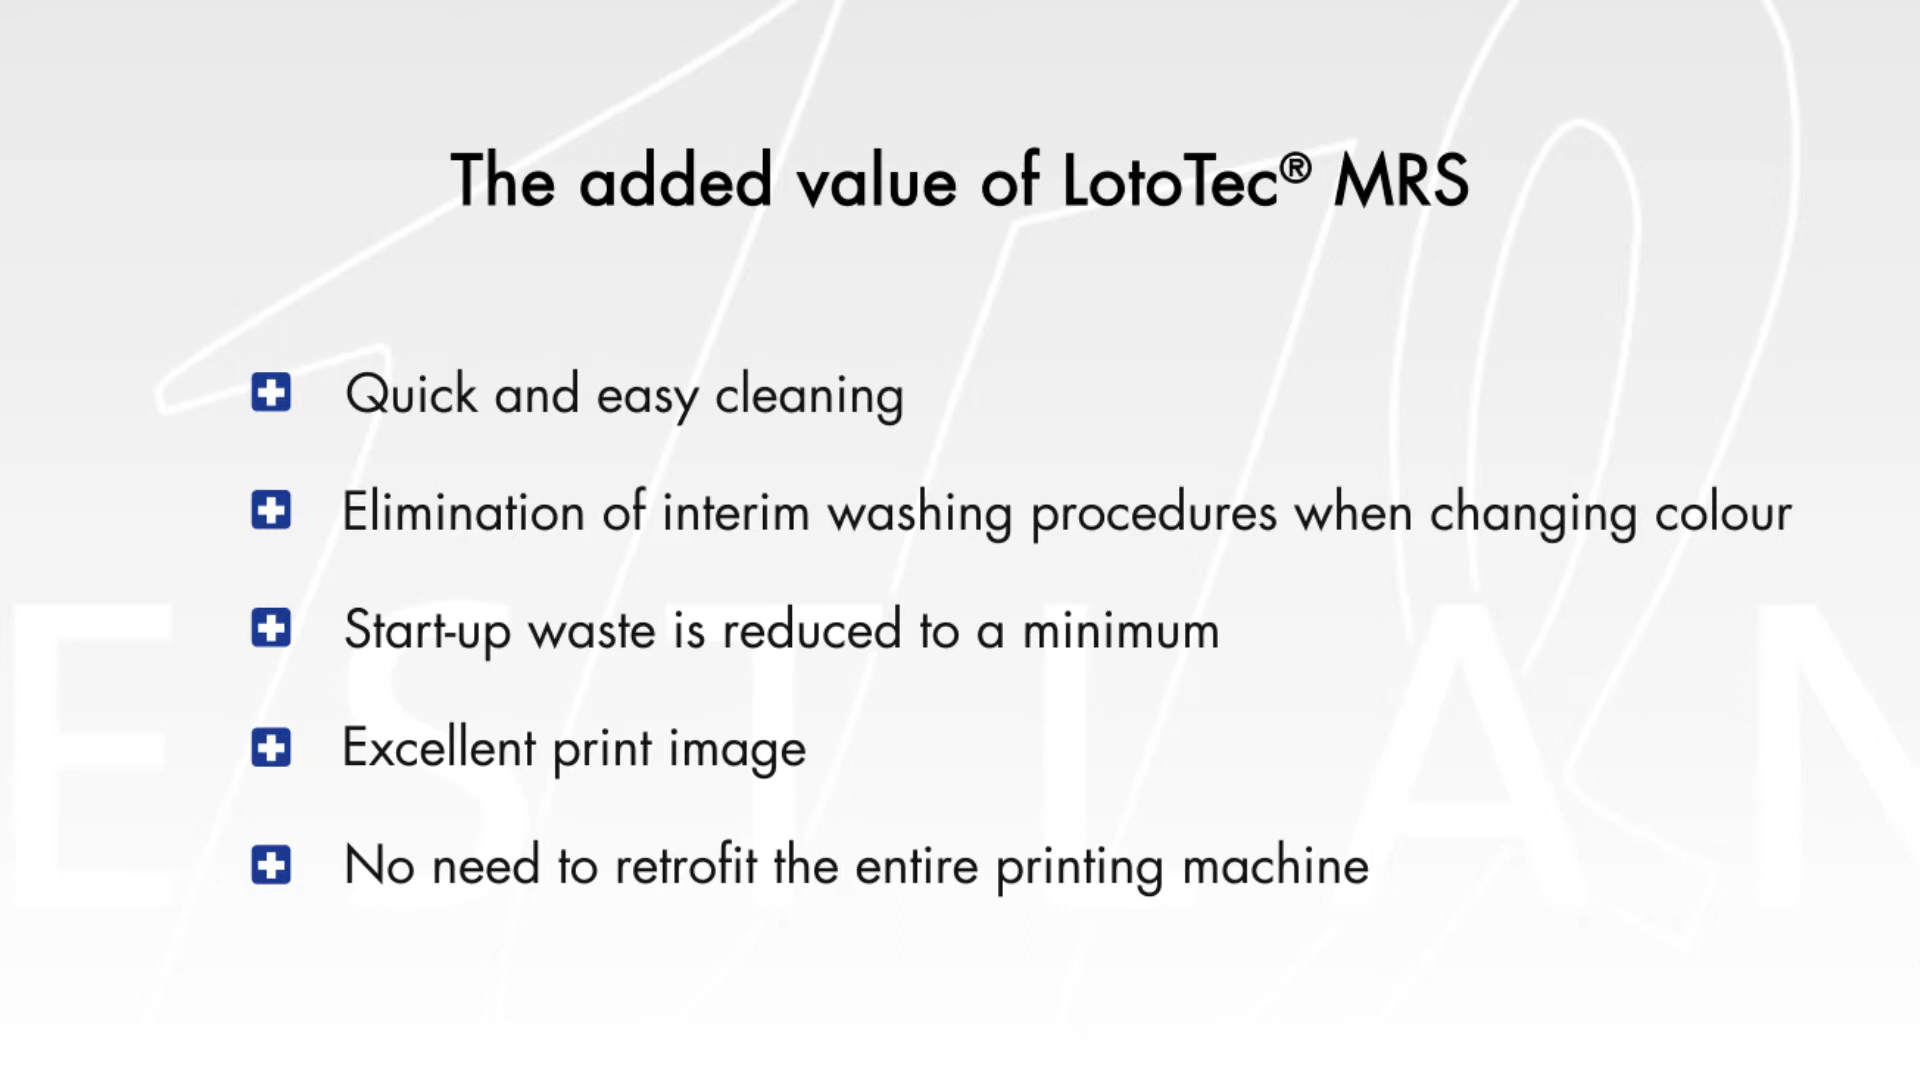 The added value of LotoTec® MRS
Quick and easy cleaning
Elimination of interim washing procedures when changing colour
Start-up waste is reduced to a minimum
Excellent print image
No need to retrofit the entire printing machine
ESTLAN